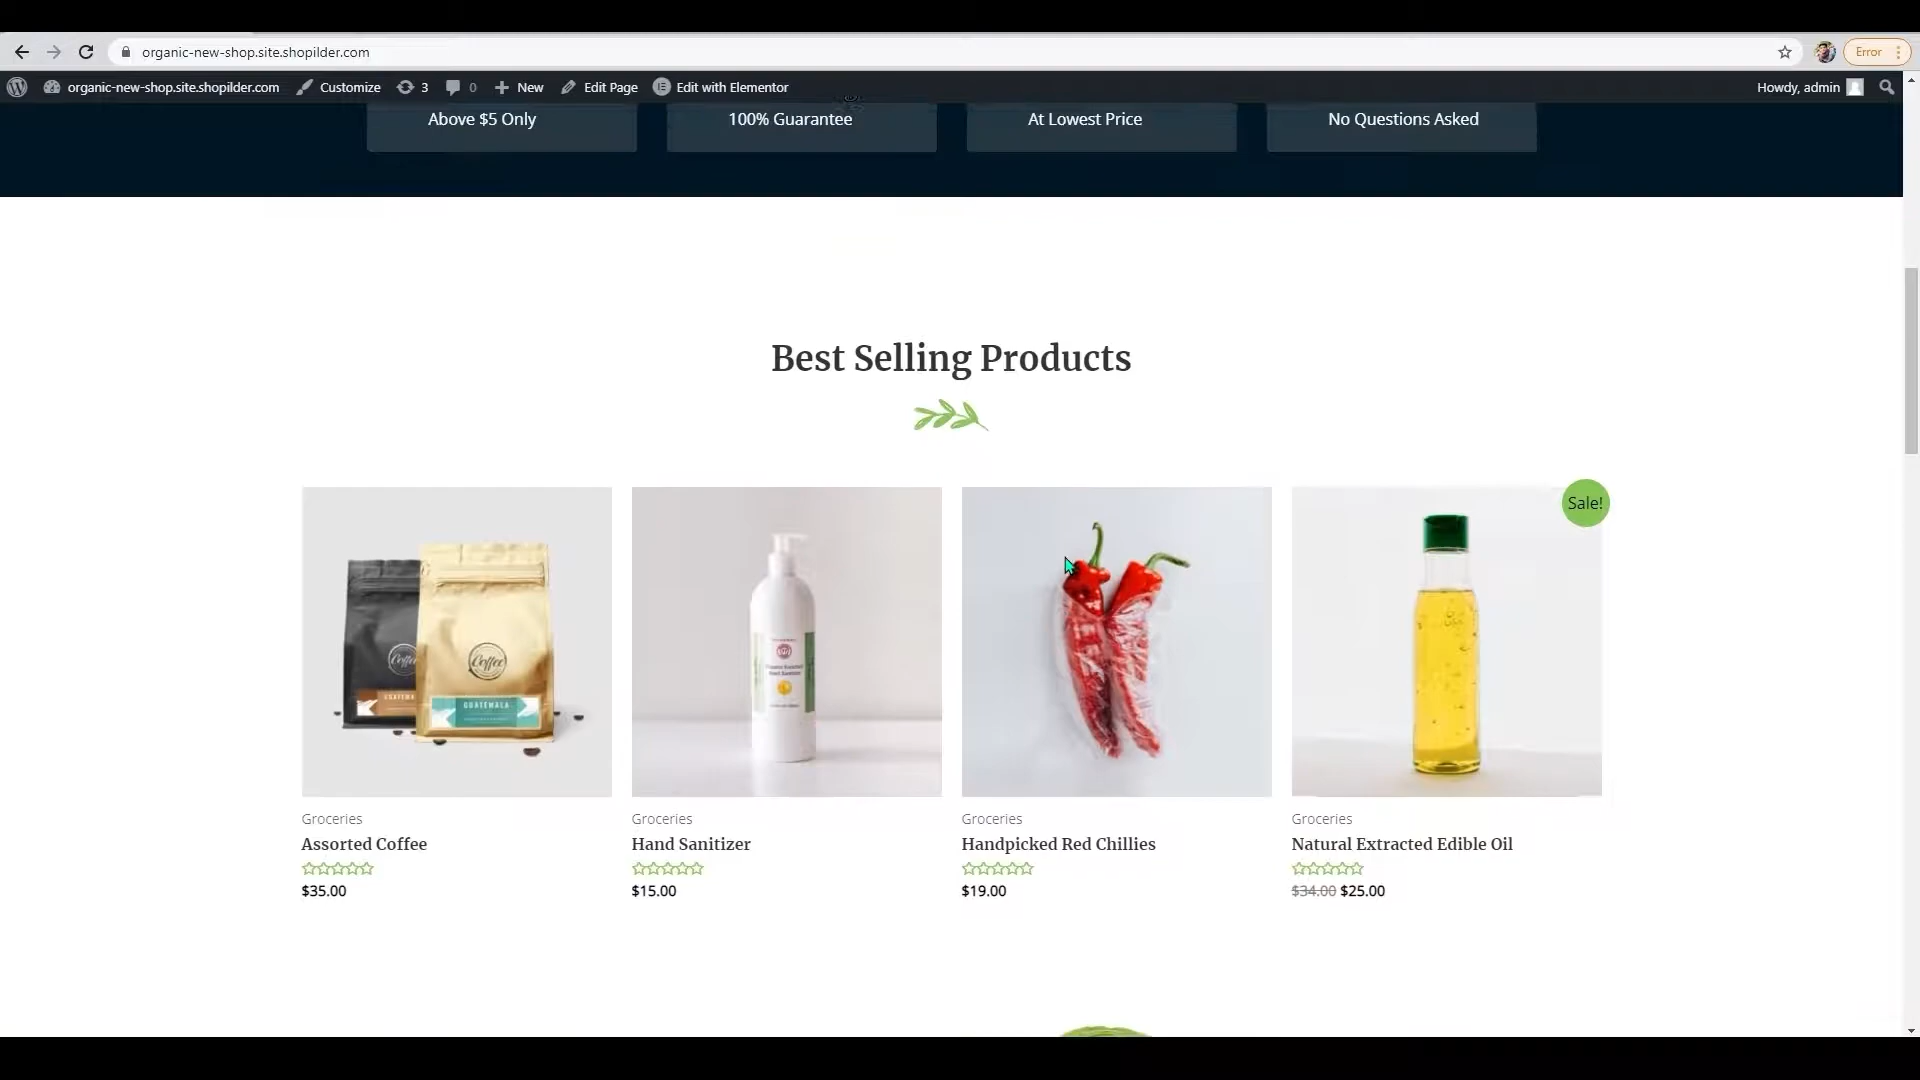 organic-new-shop.site.shopilder.com
Error
organic-new-shop.site.shopilder.com Customize 3 0 New Edit Page Edit with Elementor Howdy, admin
Above $5 Only 100% Guarantee At Lowest Price No Questions Asked
Best Selling Products
Sale!
Coffee Coffee
GUATEMALA
Groceries Groceries Groceries Groceries
Assorted Coffee Hand Sanitizer Handpicked Red Chillies Natural Extracted Edible Oil
$35.00 $15.00 $19.00 $34.00 $25.00